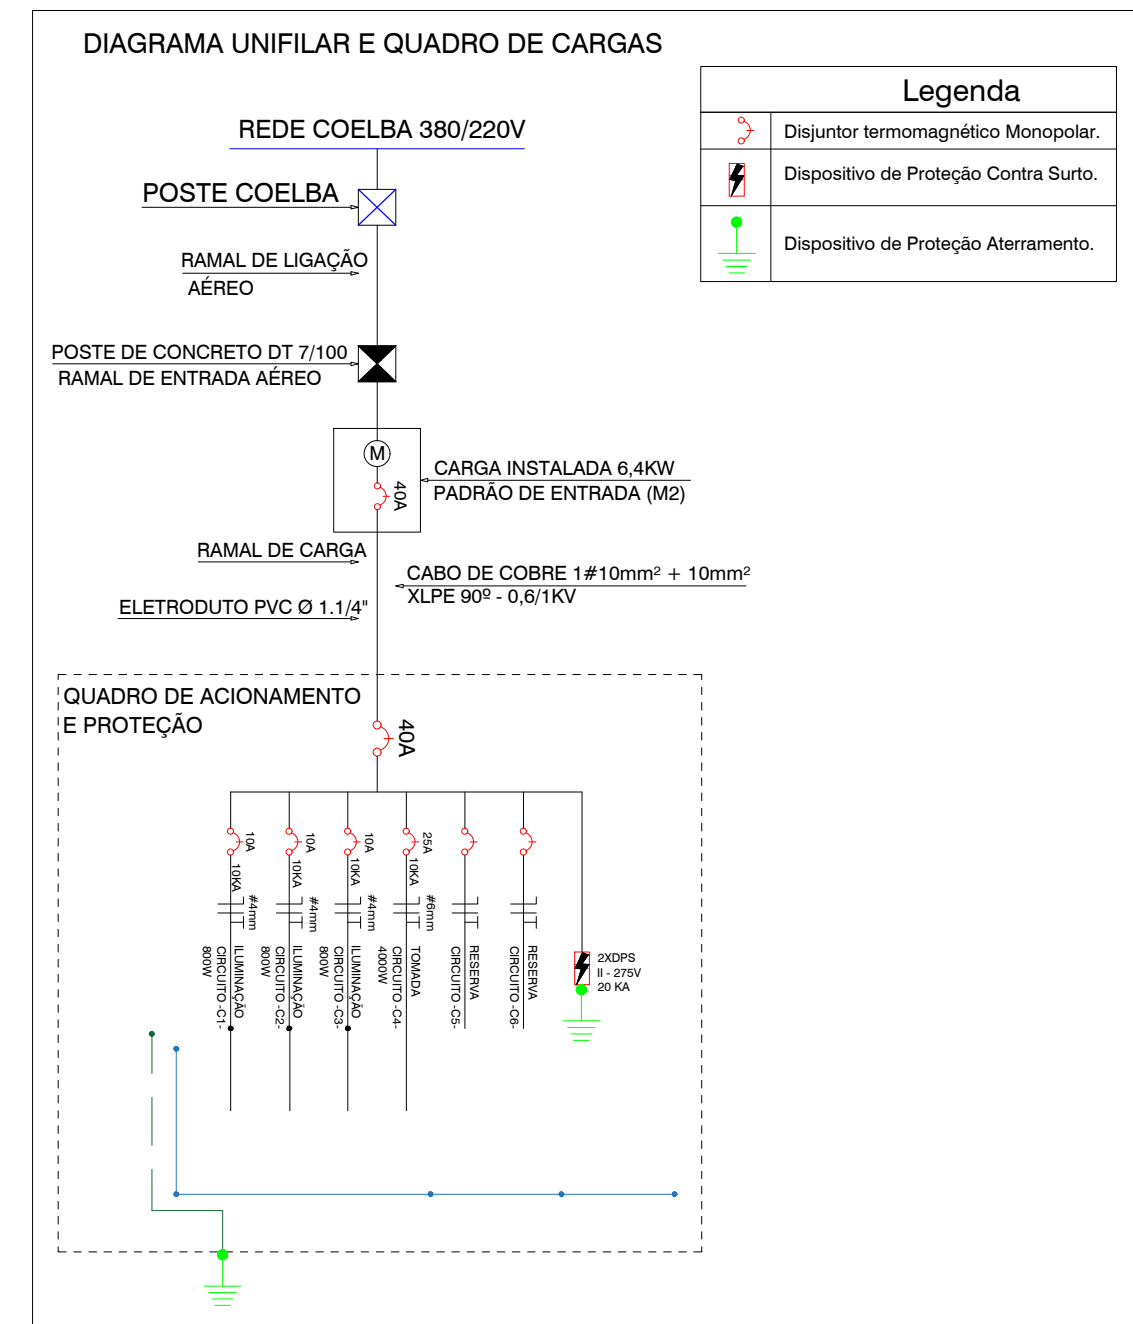 DIAGRAMA UNIFILAR E QUADRO DE CARGAS
Legenda
Disjuntor termomagnético Monopolar.
Dispositivo de Proteção Contra Surto.
Dispositivo de Proteção Aterramento.
REDE COELBA 380/220V
POSTE COELBA
RAMAL DE LIGAÇÃO
AÉREO
POSTE DE CONCRETO DT 7/100
RAMAL DE ENTRADA AÉREO
M
40A
CARGA INSTALADA 6,4KW
PADRÃO DE ENTRADA (M2)
RAMAL DE CARGA
CABO DE COBRE 1#10mm² + 10mm²
XLPE 90º - 0,6/1KV
ELETRODUTO PVC Ø 1.1/4"
QUADRO DE ACIONAMENTO
E PROTEÇÃO
40A
10A
10KA
#4mm
ILUMINAÇÃO
CIRCUITO -C1-
800W
10A
10KA
#4mm
ILUMINAÇÃO
CIRCUITO -C2-
800W
10A
10KA
#4mm
ILUMINAÇÃO
CIRCUITO -C3-
800W
25A
10KA
#6mm
TOMADA
CIRCUITO -C4-
4000W
RESERVA
CIRCUITO -C5-
RESERVA
CIRCUITO -C6-
2XDPS
II - 275V
20 KA